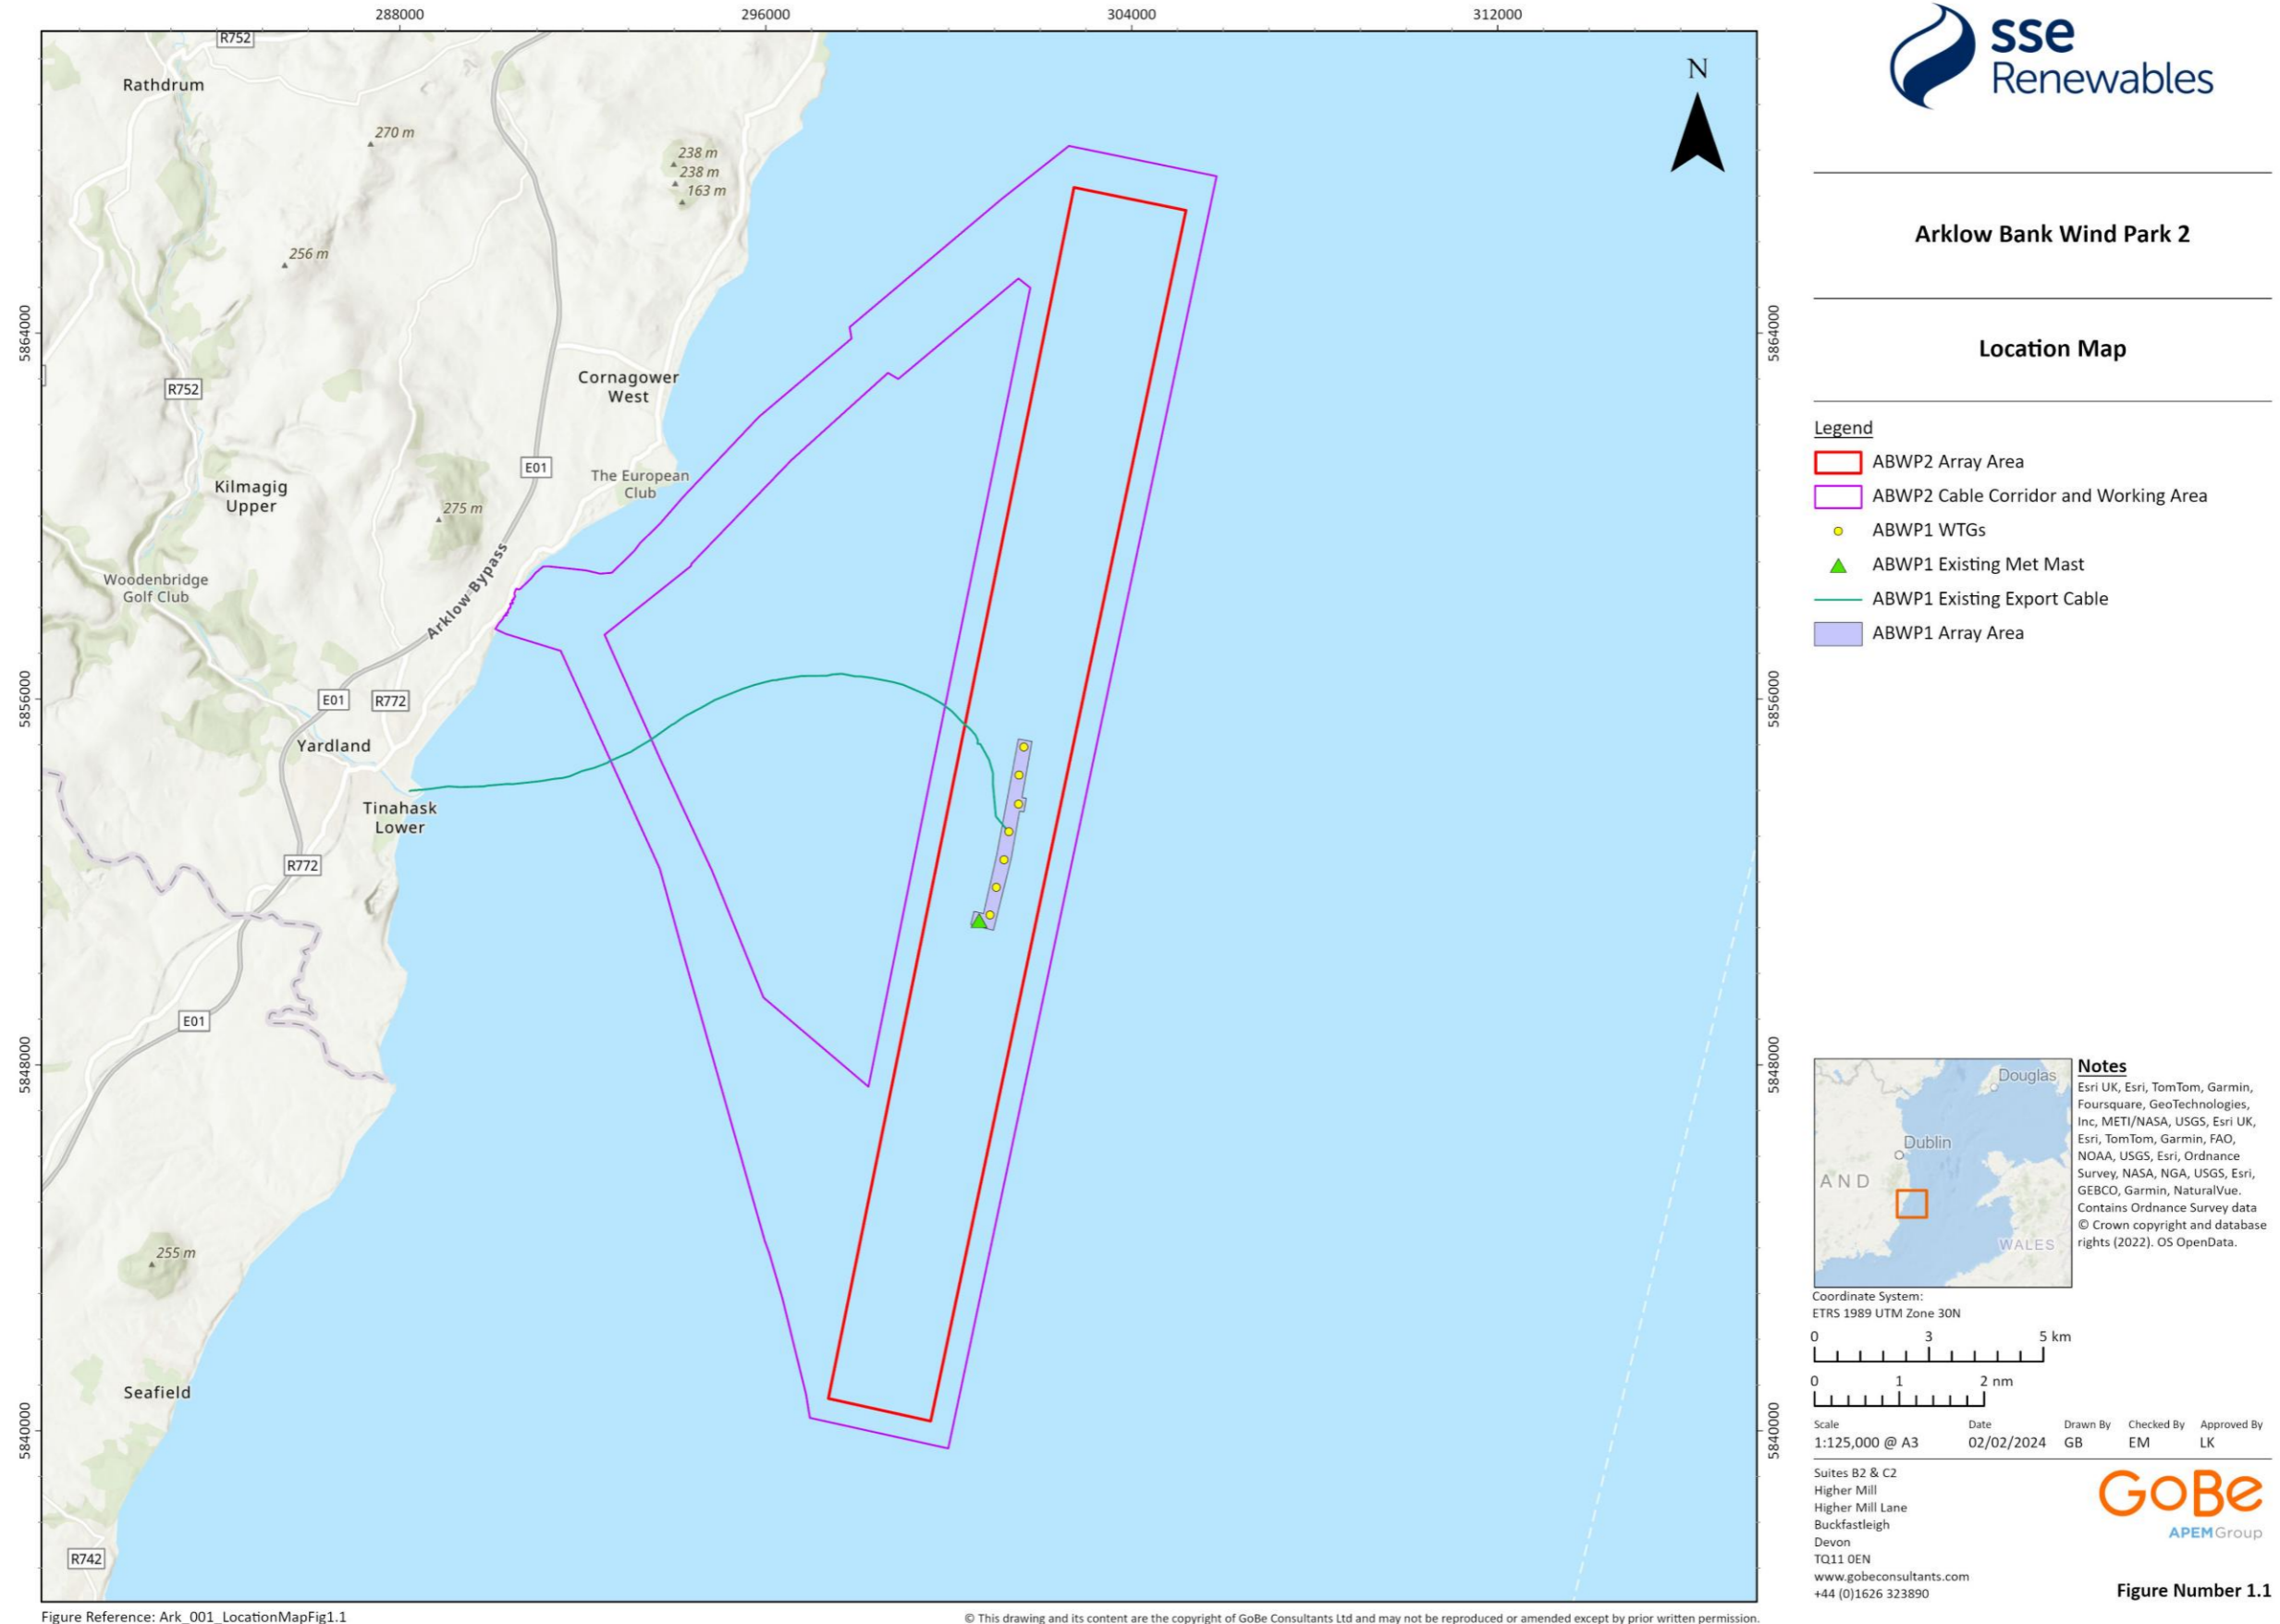 288000
296000
304000
312000
R752
Rathdrum
270 m
238 m
238 m
163 m
256 m
5864000
5864000
R752
Cornagower
West
E01
The European
Club
Kilmagig
Upper
275 m
Arklow Bypass
Woodenbridge
Golf Club
5856000
5856000
E01
R772
Yardland
Tinahask
Lower
R772
E01
5848000
5848000
255 m
Seafield
5840000
5840000
R742
N
Figure Reference: Ark_001_LocationMapFig1.1
© This drawing and its content are the copyright of GoBe Consultants Ltd and may not be reproduced or amended except by prior written permission.
sse
Renewables
Arklow Bank Wind Park 2
Location Map
Legend
ABWP2 Array Area
ABWP2 Cable Corridor and Working Area
ABWP1 WTGs
ABWP1 Existing Met Mast
ABWP1 Existing Export Cable
ABWP1 Array Area
Douglas
Dublin
AND
WALES
Notes
Esri UK, Esri, TomTom, Garmin,
Foursquare, GeoTechnologies,
Inc, METI/NASA, USGS, Esri UK,
Esri, TomTom, Garmin, FAO,
NOAA, USGS, Esri, Ordnance
Survey, NASA, NGA, USGS, Esri,
GEBCO, Garmin, NaturalVue.
Contains Ordnance Survey data
© Crown copyright and database
rights (2022). OS OpenData.
Coordinate System:
ETRS 1989 UTM Zone 30N
0 3 5 km
0 1 2 nm
Scale Date Drawn By Checked By Approved By
1:125,000 @ A3 02/02/2024 GB EM LK
Suites B2 & C2
Higher Mill
Higher Mill Lane
Buckfastleigh
Devon
TQ11 0EN
www.gobeconsultants.com
+44 (0)1626 323890
GoBe
APEMGroup
Figure Number 1.1